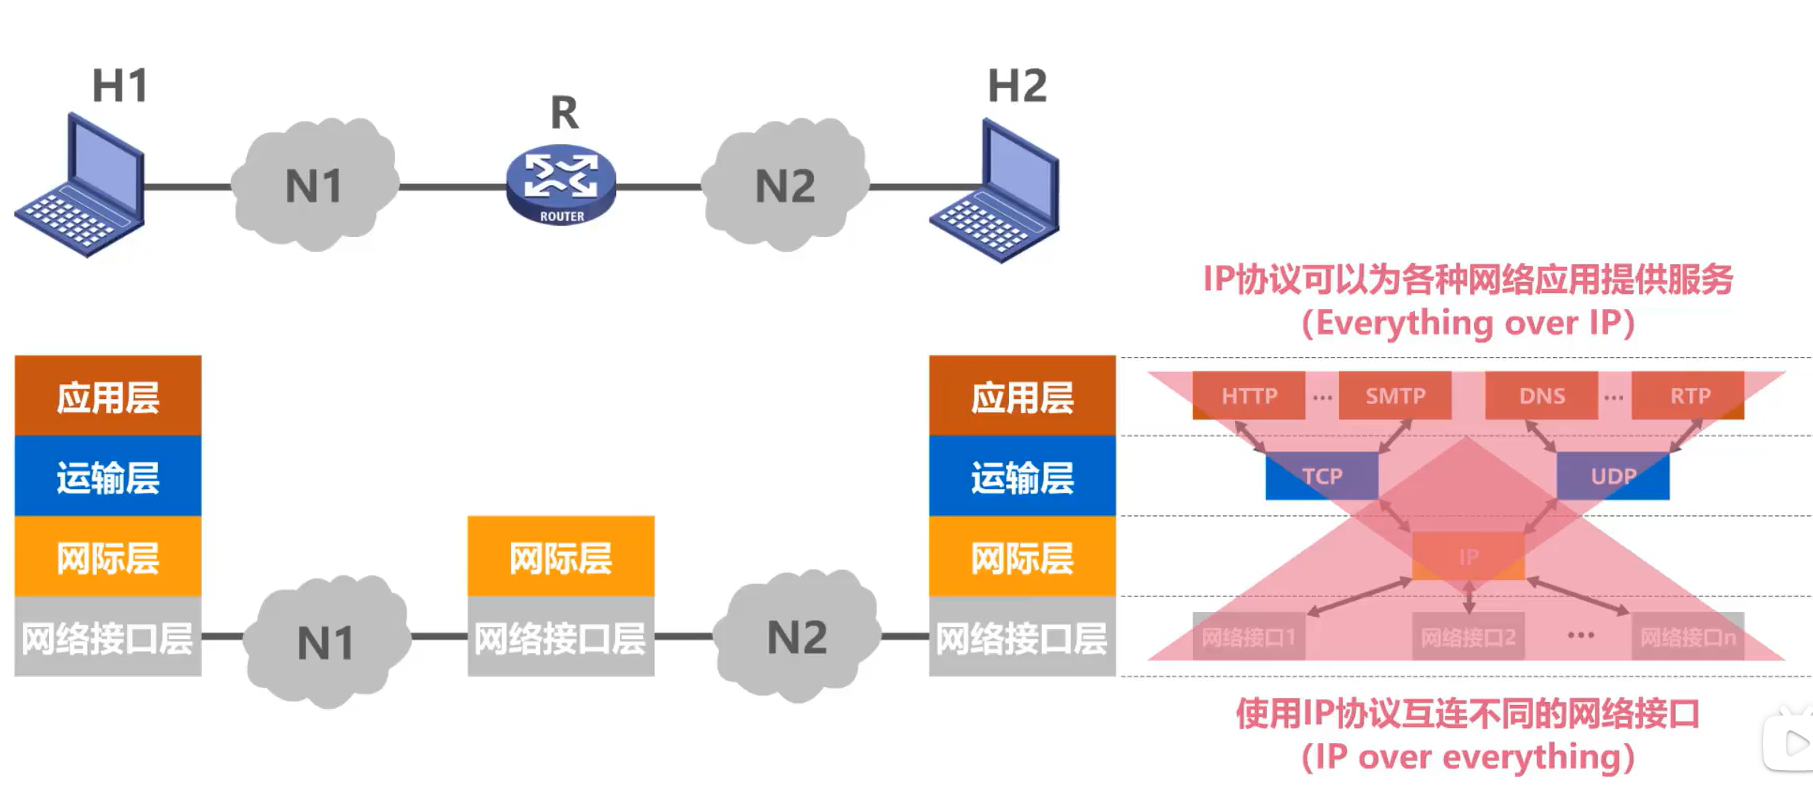 H1
R
H2
N1
ROUTER
N2
IP协议可以为各种网络应用提供服务
（Everything over IP）
应用层
运输层
网际层
网络接口层
N1
网际层
网络接口层
N2
应用层
运输层
网际层
网络接口层
HTTP ··· SMTP DNS ··· RTP
TCP UDP
IP
网络接口1 网络接口2 ··· 网络接口n
使用IP协议互连不同的网络接口
（IP over everything）